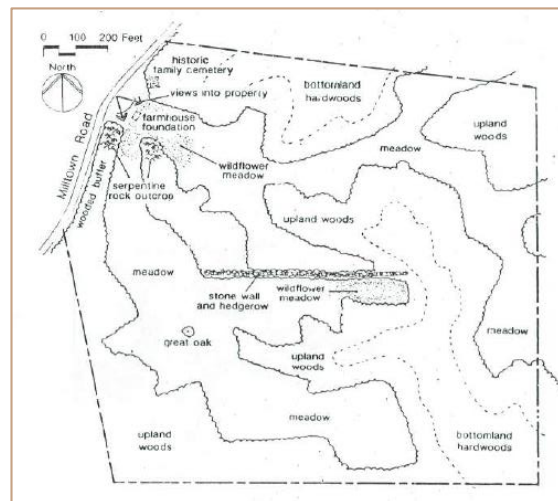 0 100 200 Feet
North
historic
family cemetery
views into property
farmhouse
foundation
bottomland
hardwoods
upland
woods
meadow
wildflower
meadow
Milltown Road
wooded buffer
serpentine
rock outcrop
upland woods
meadow
stone wall
and hedgerow
wildflower
meadow
meadow
great oak
upland
woods
meadow
upland
woods
bottomland
hardwoods